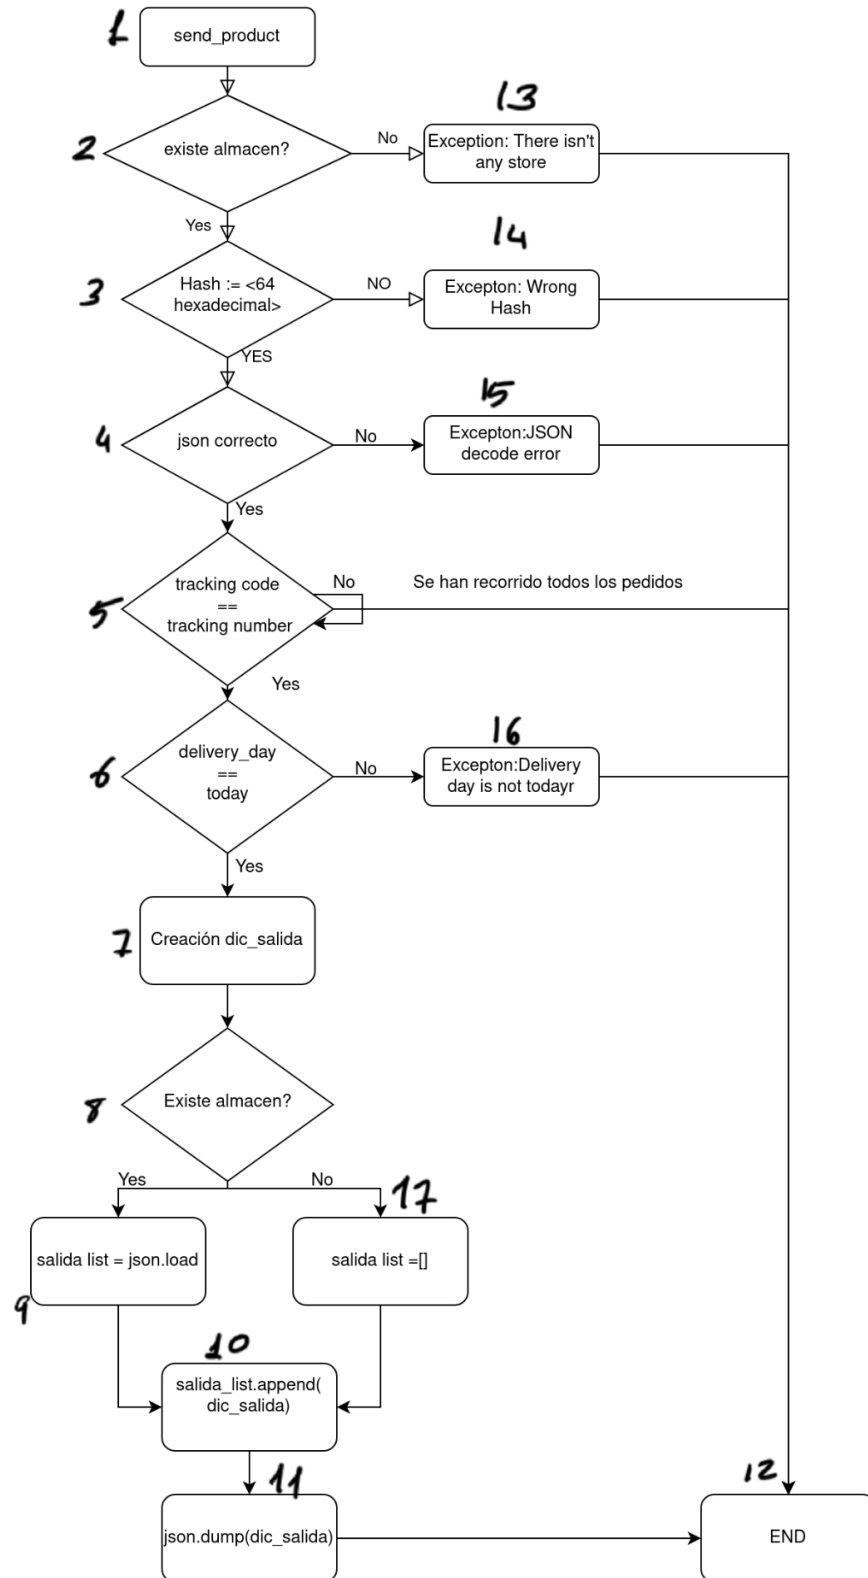 1
send_product
13
2
existe almacen?
No
Exception: There isn't
any store
Yes
14
3
Hash := <64
hexadecimal>
NO
Excepton: Wrong
Hash
YES
15
4
json correcto
No
Excepton:JSON
decode error
Yes
5
tracking code
==
tracking number
No
Se han recorrido todos los pedidos
Yes
16
6
delivery_day
==
today
No
Excepton:Delivery
day is not todayr
Yes
7
Creación dic_salida
8
Existe almacen?
Yes
No
17
salida list = json.load
salida list =[]
9
10
salida_list.append(
dic_salida)
11
12
json.dump(dic_salida)
END